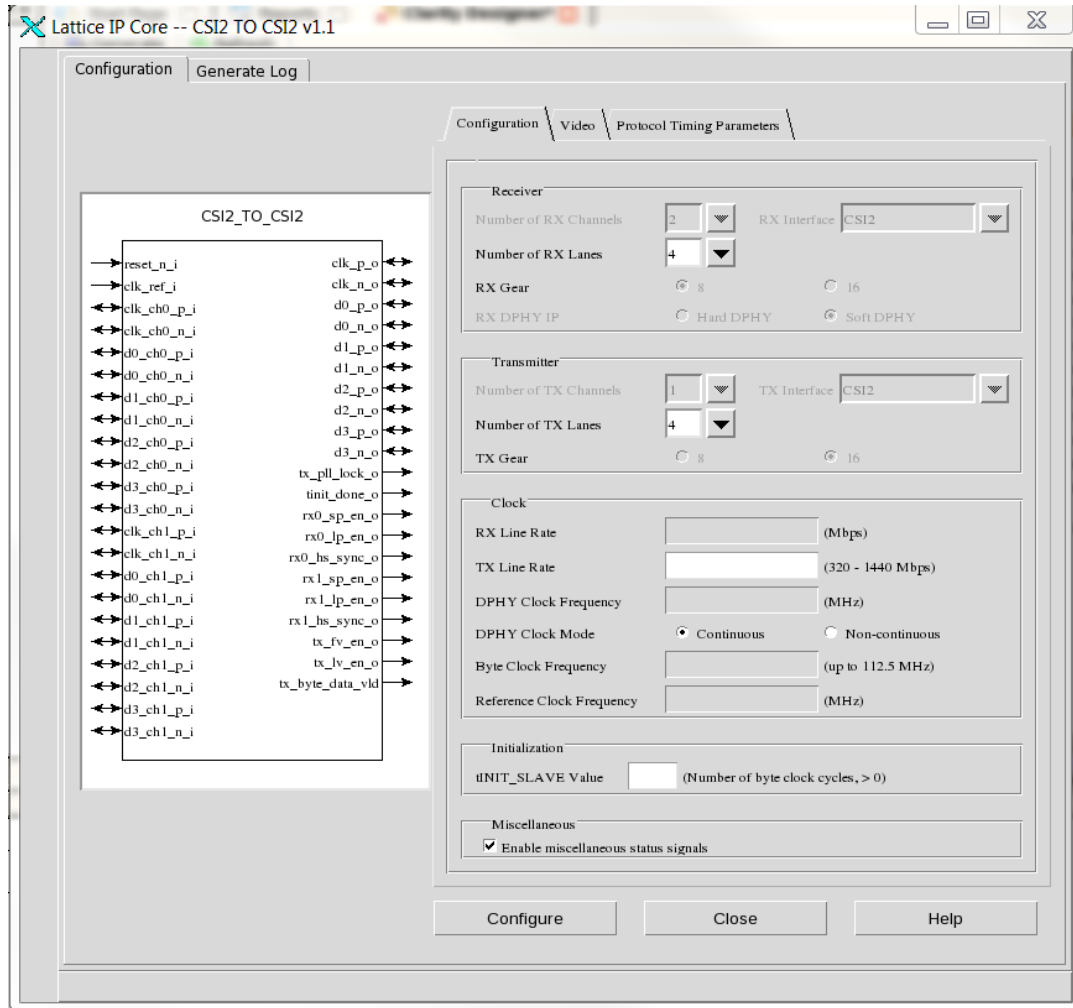 Clarity Designer*
Lattice IP Core -- CSI2 TO CSI2 v1.1
Configuration Generate Log
Configuration Video Protocol Timing Parameters
CSI2_TO_CSI2
reset_n_i clk_p_o
clk_ref_i clk_n_o
clk_ch0_p_i d0_p_o
clk_ch0_n_i d0_n_o
d0_ch0_p_i d1_p_o
d0_ch0_n_i d1_n_o
d1_ch0_p_i d2_p_o
d1_ch0_n_i d2_n_o
d2_ch0_p_i d3_p_o
d2_ch0_n_i d3_n_o
d3_ch0_p_i tx_pll_lock_o
d3_ch0_n_i tinit_done_o
clk_ch1_p_i rx0_sp_en_o
clk_ch1_n_i rx0_lp_en_o
d0_ch1_p_i rx0_hs_sync_o
d0_ch1_n_i rx1_sp_en_o
d1_ch1_p_i rx1_lp_en_o
d1_ch1_n_i rx1_hs_sync_o
d2_ch1_p_i tx_fv_en_o
d2_ch1_n_i tx_lv_en_o
d3_ch1_p_i tx_byte_data_vld
d3_ch1_n_i
Receiver
Number of RX Channels 2 RX Interface CSI2
Number of RX Lanes 4
RX Gear 8 16
RX DPHY IP Hard DPHY Soft DPHY
Transmitter
Number of TX Channels 1 TX Interface CSI2
Number of TX Lanes 4
TX Gear 8 16
Clock
RX Line Rate (Mbps)
TX Line Rate (320 - 1440 Mbps)
DPHY Clock Frequency (MHz)
DPHY Clock Mode Continuous Non-continuous
Byte Clock Frequency (up to 112.5 MHz)
Reference Clock Frequency (MHz)
Initialization
tINIT_SLAVE Value (Number of byte clock cycles, > 0)
Miscellaneous
Enable miscellaneous status signals
Configure Close Help